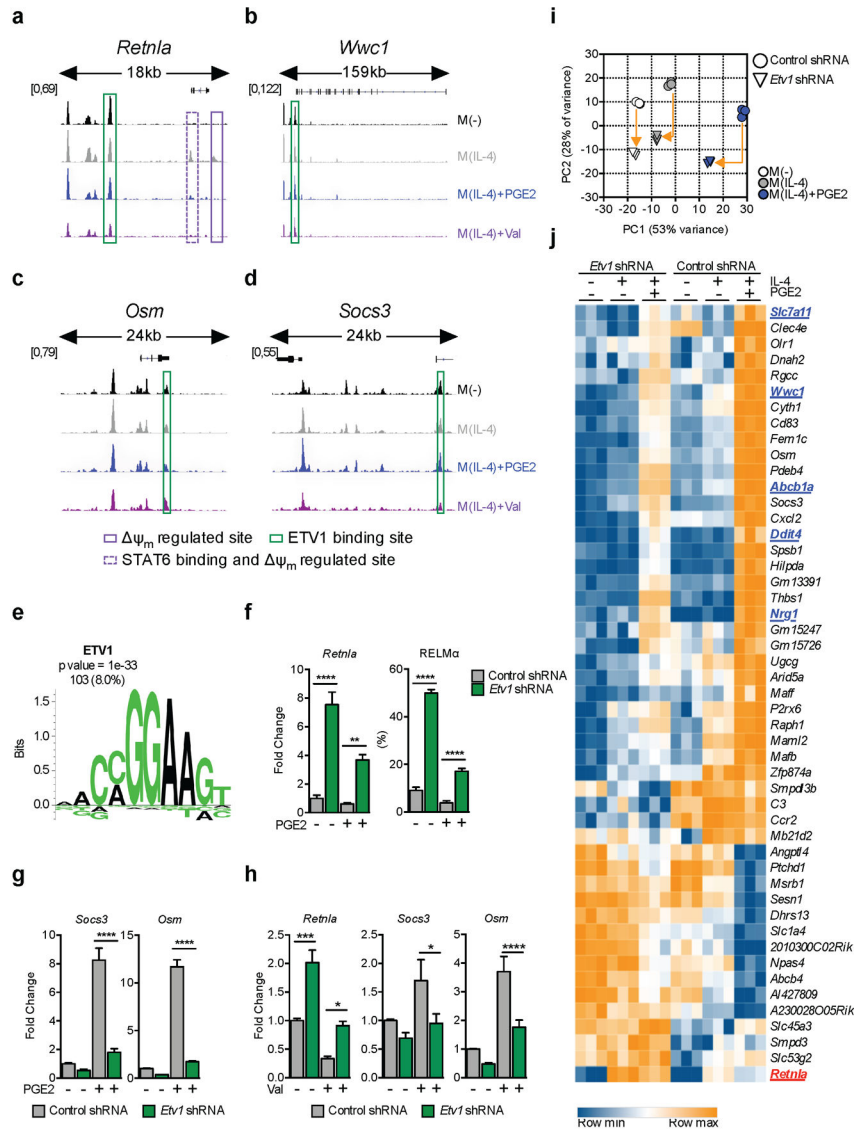 a
Retnla
18kb
[0,69]
b
Wwc1
159kb
[0,122]
M(-)
M(IL-4)
M(IL-4)+PGE2
M(IL-4)+Val
c
Osm
24kb
[0,79]
d
Socs3
24kb
[0,55]
M(-)
M(IL-4)
M(IL-4)+PGE2
M(IL-4)+Val
Δψm regulated site
ETV1 binding site
STAT6 binding and Δψm regulated site
e
ETV1
p value = 1e-33
103 (8.0%)
Bits
1.5
1.0
0.5
0.0
f
Retnla
RELMα
Control shRNA
Etv1 shRNA
Fold Change
10
8
6
4
2
0
**** **
(%)
60
40
20
0
**** ****
PGE2 - - + + - - + +
g
Socs3
Osm
Fold Change
10
8
6
4
2
0
****
15
10
5
0
****
PGE2 - - + + - - + +
Control shRNA Etv1 shRNA
h
Retnla
Socs3
Osm
Fold Change
2.5
2.0
1.5
1.0
0.5
0.0
*** *
2.5
2.0
1.5
1.0
0.5
0.0
*
5
4
3
2
1
0
****
Val - - + + - - + + - - + +
Control shRNA Etv1 shRNA
i
Control shRNA
Etv1 shRNA
M(-)
M(IL-4)
M(IL-4)+PGE2
PC2 (28% of variance)
30
20
10
0
-10
-20
-30
-30 -20 -10 0 10 20 30
PC1 (53% variance)
j
Etv1 shRNA Control shRNA
- + + - + + IL-4
- - + - - + PGE2
Slc7a11
Clec4e
Olr1
Dnah2
Rgcc
Wwc1
Cyth1
Cd83
Fem1c
Osm
Pdeb4
Abcb1a
Socs3
Cxcl2
Ddit4
Spsb1
Hilpda
Gm13391
Thbs1
Nrg1
Gm15247
Gm15726
Ugcg
Arid5a
Maff
P2rx6
Raph1
Maml2
Mafb
Zfp874a
Smpdl3b
C3
Ccr2
Mb21d2
Angptl4
Ptchd1
Msrb1
Sesn1
Dhrs13
Slc1a4
2010300C02Rik
Npas4
Abcb4
AI427809
A230028O05Rik
Slc45a3
Smpd3
Slc53g2
Retnla
Row min Row max